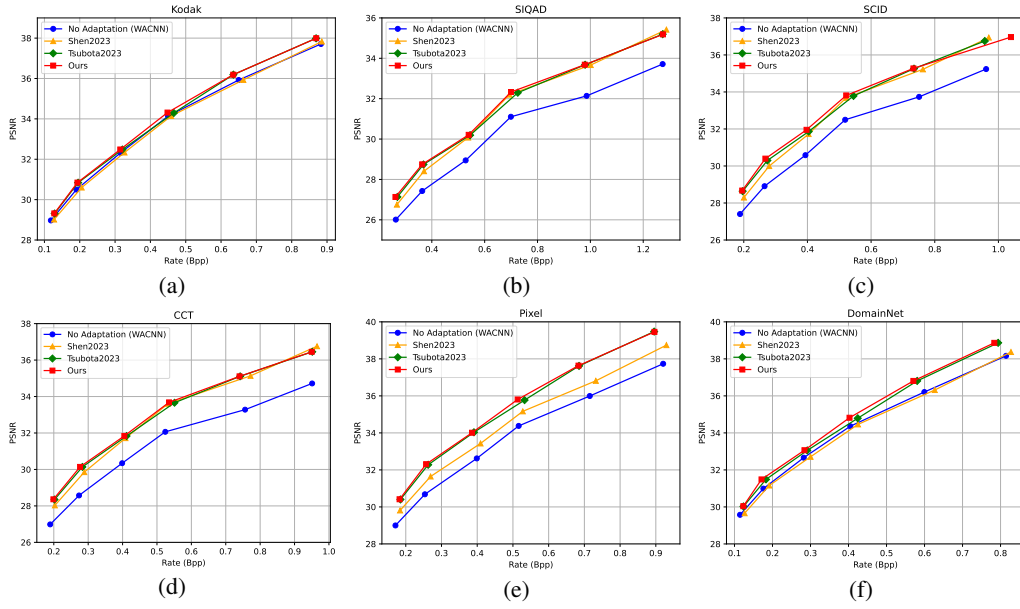 Kodak
38
36
34
32
30
28
PSNR
0.1 0.2 0.3 0.4 0.5 0.6 0.7 0.8 0.9
Rate (Bpp)
No Adaptation (WACNN)
Shen2023
Tsubota2023
Ours
(a)
SIQAD
36
34
32
30
28
26
PSNR
0.4 0.6 0.8 1.0 1.2
Rate (Bpp)
No Adaptation (WACNN)
Shen2023
Tsubota2023
Ours
(b)
SCID
38
36
34
32
30
28
26
PSNR
0.2 0.4 0.6 0.8 1.0
Rate (Bpp)
No Adaptation (WACNN)
Shen2023
Tsubota2023
Ours
(c)
CCT
38
36
34
32
30
28
26
PSNR
0.2 0.3 0.4 0.5 0.6 0.7 0.8 0.9 1.0
Rate (Bpp)
No Adaptation (WACNN)
Shen2023
Tsubota2023
Ours
(d)
Pixel
40
38
36
34
32
30
28
PSNR
0.2 0.3 0.4 0.5 0.6 0.7 0.8 0.9
Rate (Bpp)
No Adaptation (WACNN)
Shen2023
Tsubota2023
Ours
(e)
DomainNet
40
38
36
34
32
30
28
PSNR
0.1 0.2 0.3 0.4 0.5 0.6 0.7 0.8
Rate (Bpp)
No Adaptation (WACNN)
Shen2023
Tsubota2023
Ours
(f)